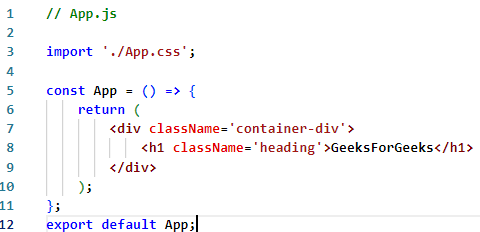 1 // App.js
2
3 import './App.css';
4
5 const App = () => {
6     return (
7         <div className='container-div'>
8             <h1 className='heading'>GeeksForGeeks</h1>
9         </div>
10     );
11 };
12 export default App;